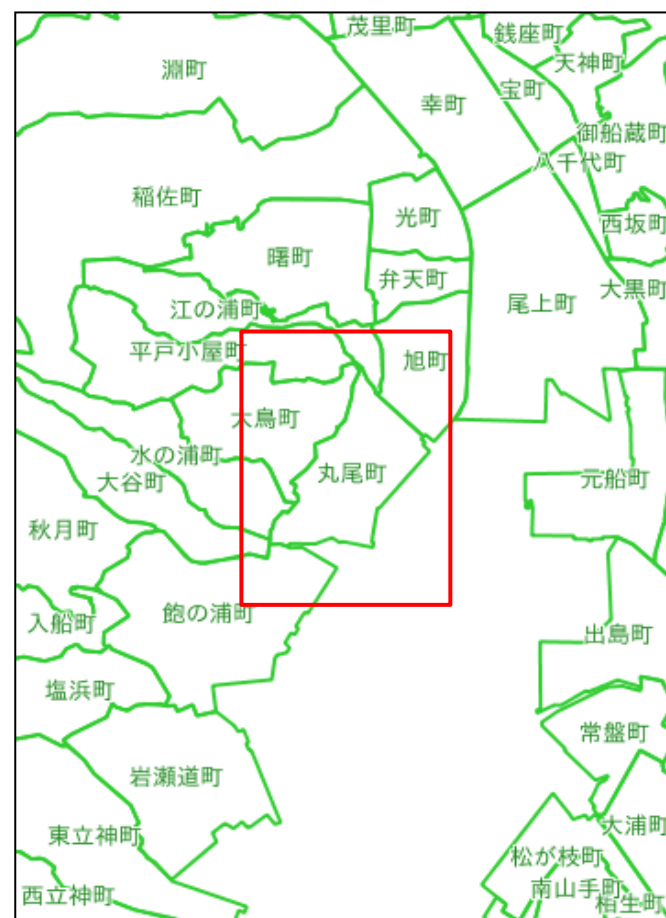 茂里町
銭座町
天神町
淵町
宝町
幸町
御船蔵町
八千代町
稲佐町
光町
西坂町
曙町
弁天町
大黒町
尾上町
江の浦町
平戸小屋町
旭町
大鳥町
水の浦町
丸尾町
大谷町
元船町
秋月町
飽の浦町
入船町
出島町
塩浜町
常盤町
岩瀬道町
大浦町
東立神町
松が枝町
南山手町
西立神町
相生町